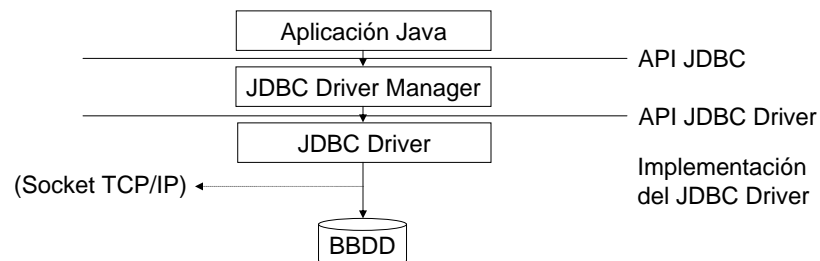 Aplicación Java
API JDBC
JDBC Driver Manager
API JDBC Driver
JDBC Driver
Implementación
del JDBC Driver
(Socket TCP/IP)
BBDD